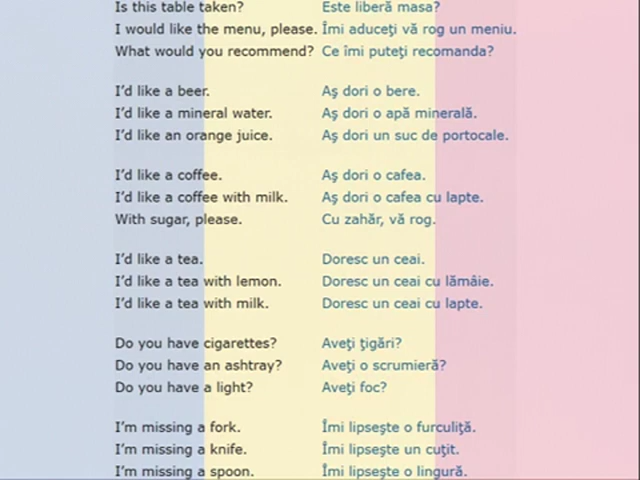 Is this table taken? Este liberă masa?
I would like the menu, please. Îmi aduceţi vă rog un meniu.
What would you recommend? Ce îmi puteţi recomanda?
I'd like a beer. Aş dori o bere.
I'd like a mineral water. Aş dori o apă minerală.
I'd like an orange juice. Aş dori un suc de portocale.
I'd like a coffee. Aş dori o cafea.
I'd like a coffee with milk. Aş dori o cafea cu lapte.
With sugar, please. Cu zahăr, vă rog.
I'd like a tea. Doresc un ceai.
I'd like a tea with lemon. Doresc un ceai cu lămâie.
I'd like a tea with milk. Doresc un ceai cu lapte.
Do you have cigarettes? Aveţi ţigări?
Do you have an ashtray? Aveţi o scrumieră?
Do you have a light? Aveţi foc?
I'm missing a fork. Îmi lipseşte o furculiţă.
I'm missing a knife. Îmi lipseşte un cuţit.
I'm missing a spoon. Îmi lipseşte o lingură.